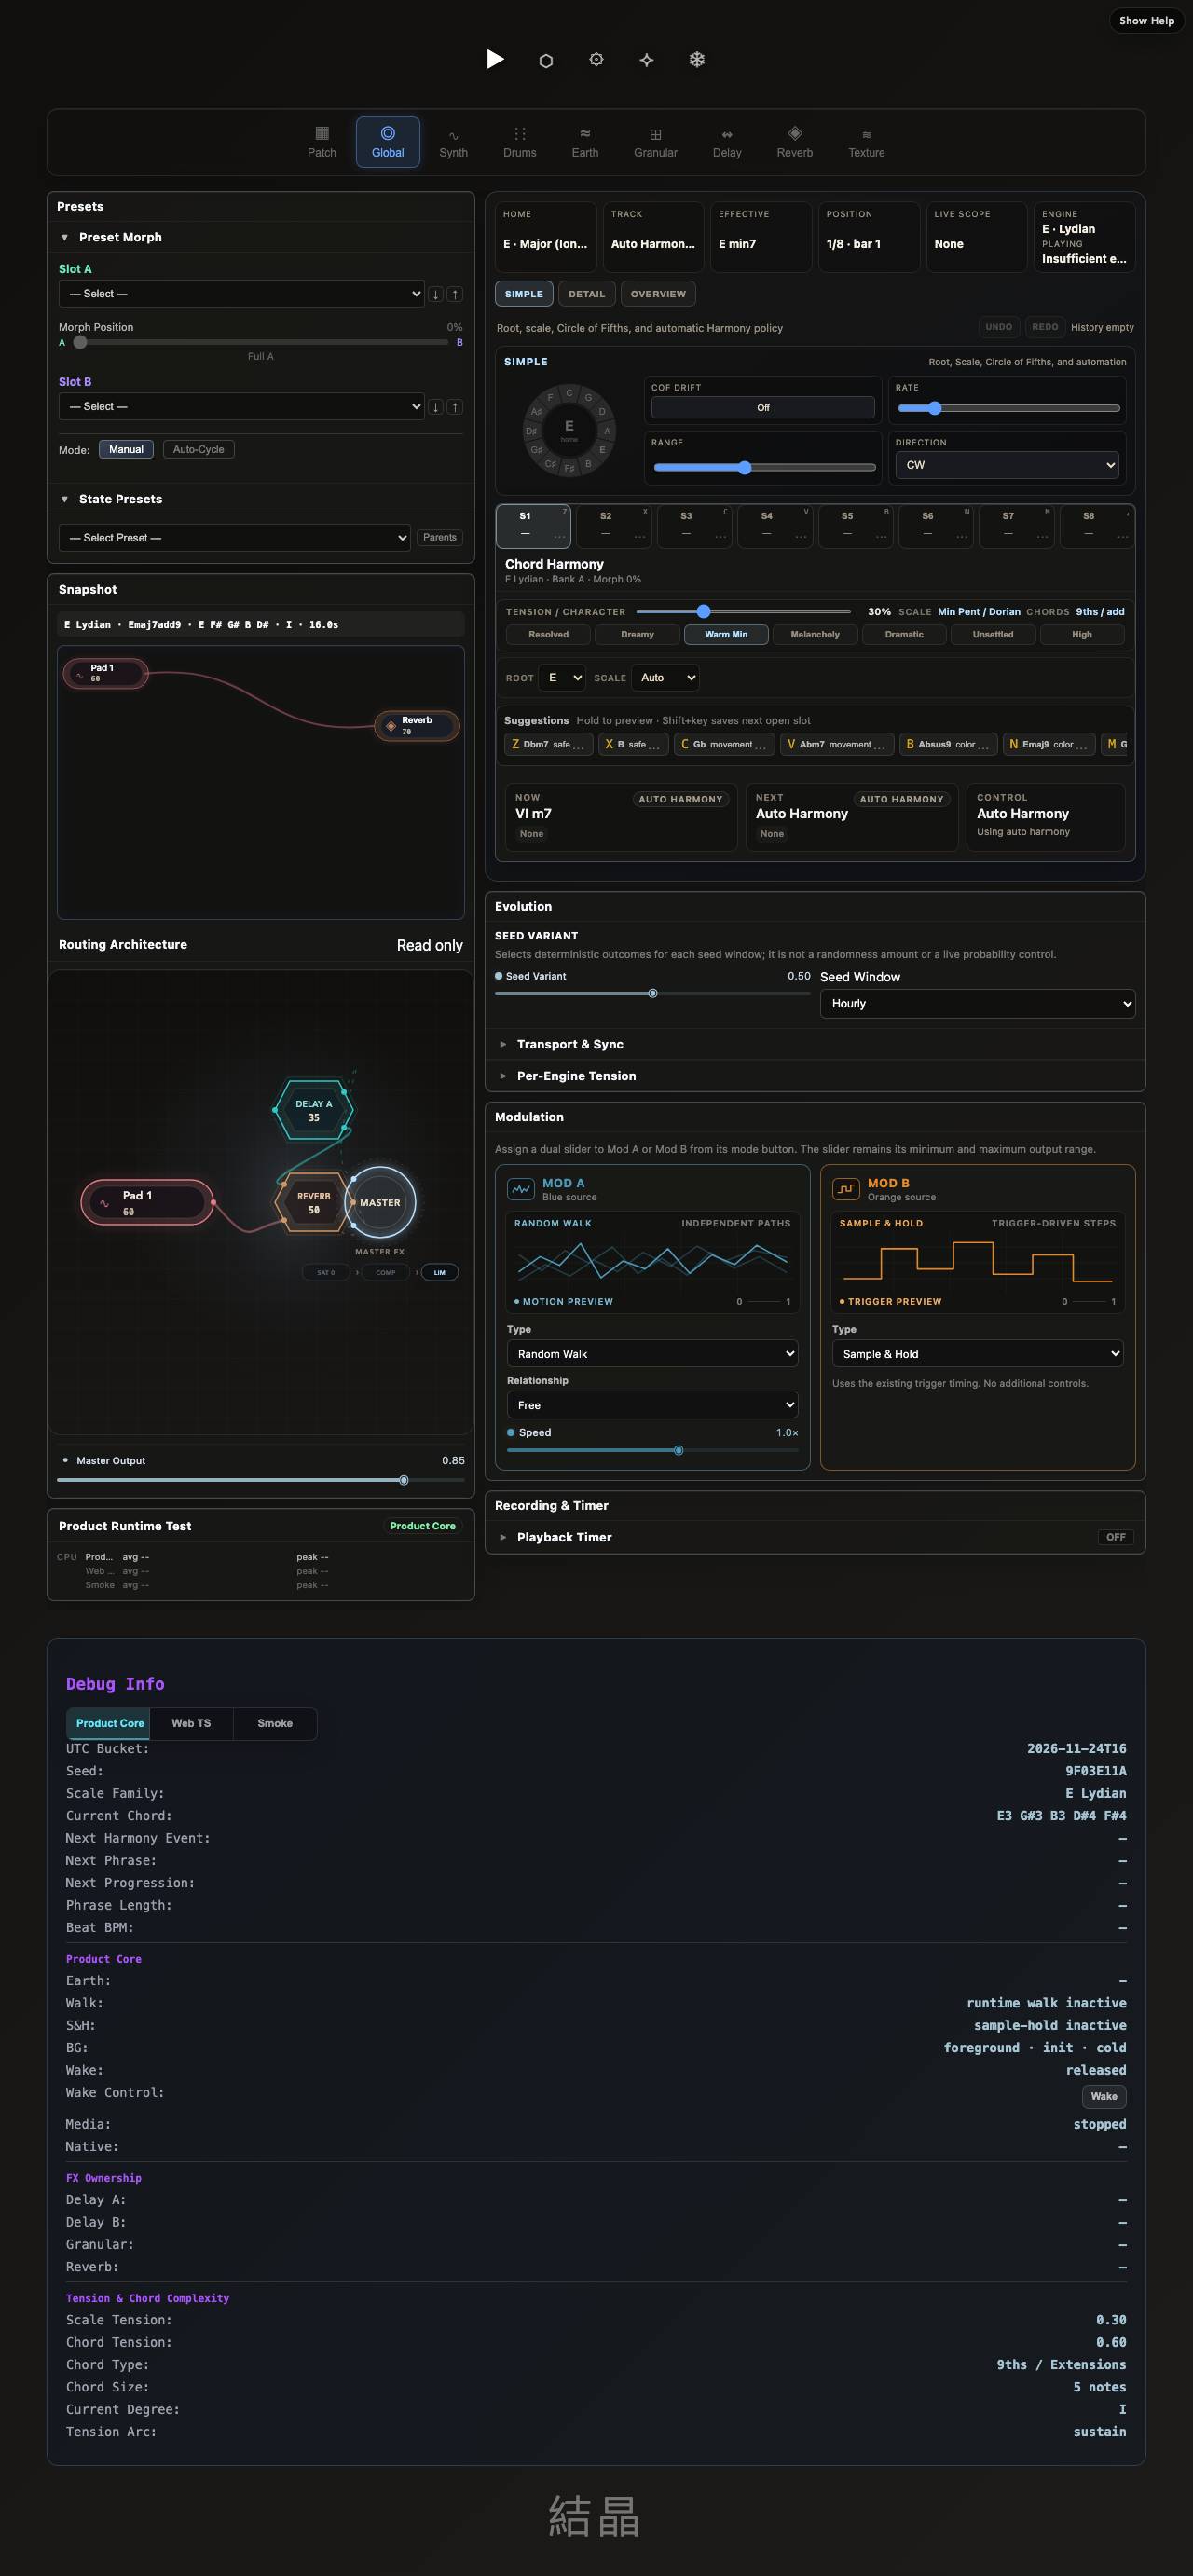 Show Help
Patch
Global
Synth
Drums
Earth
Granular
Delay
Reverb
Texture
Presets
▼ Preset Morph
Slot A
— Select — ↓ ↑
Morph Position 0%
A B
Full A
Slot B
— Select — ↓ ↑
Mode: Manual Auto-Cycle
▼ State Presets
— Select Preset — Parents
Snapshot
E Lydian · Emaj7add9 · E F# G# B D# · I · 16.0s
Pad 1
60
Reverb
70
Routing Architecture Read only
DELAY A
35
Pad 1
60
REVERB
50
MASTER
MASTER FX
SAT 0 › COMP › LIM
Master Output 0.85
Product Runtime Test Product Core
CPU Prod... avg -- peak --
Web ... avg -- peak --
Smoke avg -- peak --
HOME
E · Major (Ion...
TRACK
Auto Harmon...
EFFECTIVE
E min7
POSITION
1/8 · bar 1
LIVE SCOPE
None
ENGINE
E · Lydian
PLAYING
Insufficient e...
SIMPLE DETAIL OVERVIEW
Root, scale, Circle of Fifths, and automatic Harmony policy UNDO REDO History empty
SIMPLE Root, Scale, Circle of Fifths, and automation
C G D A E B F♯ C♯ G♯ D♯ A♯ F
E
home
COF DRIFT
Off
RATE
RANGE
DIRECTION
CW
S1 Z — ...
S2 X — ...
S3 C — ...
S4 V — ...
S5 B — ...
S6 N — ...
S7 M — ...
S8 , — ...
Chord Harmony
E Lydian · Bank A · Morph 0%
TENSION / CHARACTER 30% SCALE Min Pent / Dorian CHORDS 9ths / add
Resolved Dreamy Warm Min Melancholy Dramatic Unsettled High
ROOT E SCALE Auto
Suggestions Hold to preview · Shift+key saves next open slot
Z Dbm7 safe ... X B safe ... C Gb movement ... V Abm7 movement ... B Absus9 color ... N Emaj9 color ... M G
NOW AUTO HARMONY
VI m7
None
NEXT AUTO HARMONY
Auto Harmony
None
CONTROL
Auto Harmony
Using auto harmony
Evolution
SEED VARIANT
Selects deterministic outcomes for each seed window; it is not a randomness amount or a live probability control.
Seed Variant 0.50
Seed Window
Hourly
► Transport & Sync
► Per-Engine Tension
Modulation
Assign a dual slider to Mod A or Mod B from its mode button. The slider remains its minimum and maximum output range.
MOD A
Blue source
RANDOM WALK INDEPENDENT PATHS
MOTION PREVIEW 0 1
Type
Random Walk
Relationship
Free
Speed 1.0×
MOD B
Orange source
SAMPLE & HOLD TRIGGER-DRIVEN STEPS
TRIGGER PREVIEW 0 1
Type
Sample & Hold
Uses the existing trigger timing. No additional controls.
Recording & Timer
► Playback Timer OFF
Debug Info
Product Core Web TS Smoke
UTC Bucket: 2026-11-24T16
Seed: 9F03E11A
Scale Family: E Lydian
Current Chord: E3 G#3 B3 D#4 F#4
Next Harmony Event: —
Next Phrase: —
Next Progression: —
Phrase Length: —
Beat BPM: —
Product Core
Earth: —
Walk: runtime walk inactive
S&H: sample-hold inactive
BG: foreground · init · cold
Wake: released
Wake Control: Wake
Media: stopped
Native: —
FX Ownership
Delay A: —
Delay B: —
Granular: —
Reverb: —
Tension & Chord Complexity
Scale Tension: 0.30
Chord Tension: 0.60
Chord Type: 9ths / Extensions
Chord Size: 5 notes
Current Degree: I
Tension Arc: sustain
結晶